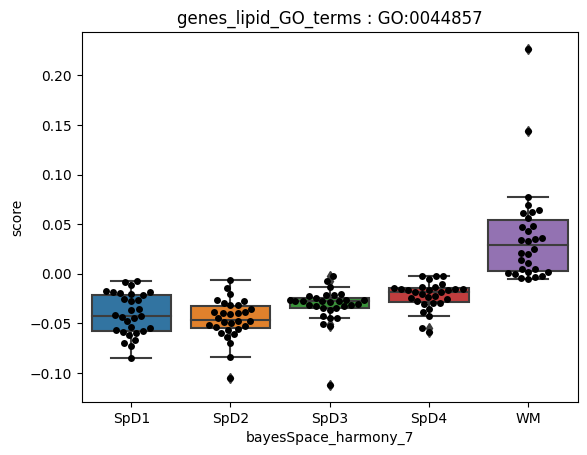 genes_lipid_GO_terms : GO:0044857
0.20
0.15
0.10
0.05
0.00
−0.05
−0.10
score
SpD1 SpD2 SpD3 SpD4 WM
bayesSpace_harmony_7